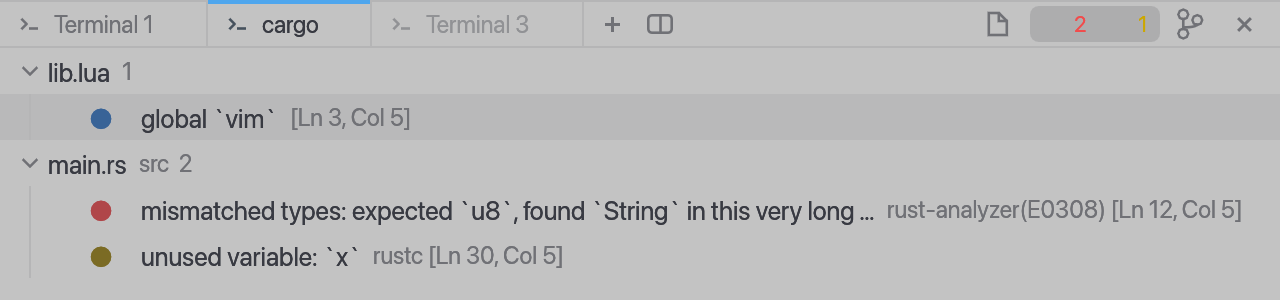 Terminal 1 cargo Terminal 3 2 1
lib.lua 1
global `vim` [Ln 3, Col 5]
main.rs src 2
mismatched types: expected `u8`, found `String` in this very long ... rust-analyzer(E0308) [Ln 12, Col 5]
unused variable: `x` rustc [Ln 30, Col 5]